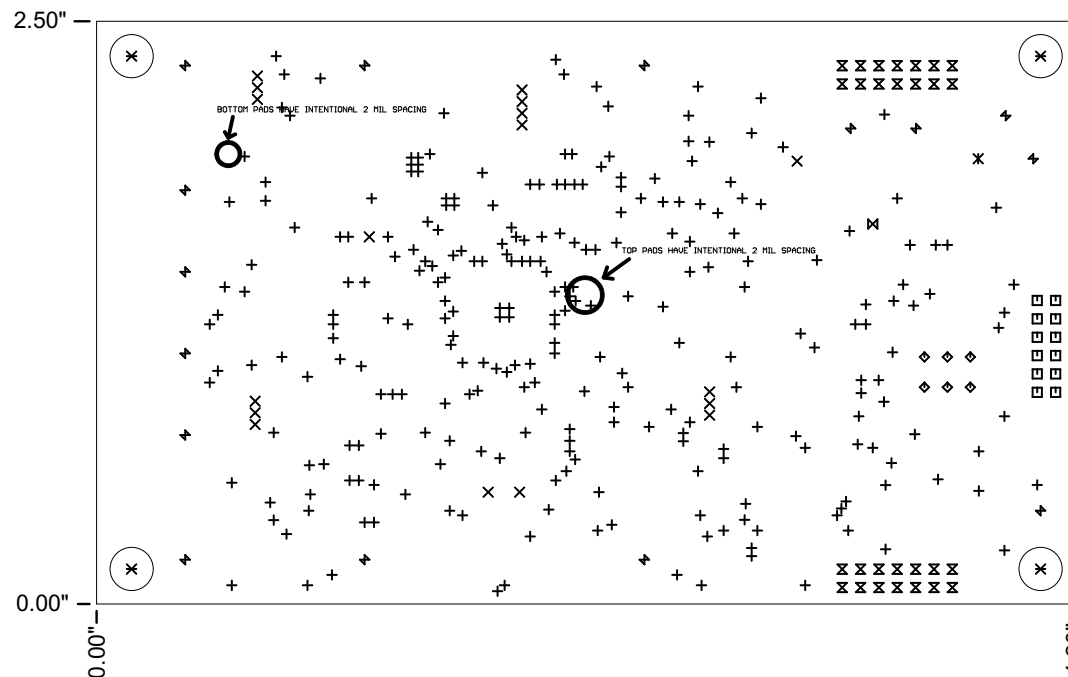 2.50"
BOTTOM PADS HAVE INTENTIONAL 2 MIL SPACING
TOP PADS HAVE INTENTIONAL 2 MIL SPACING
0.00"
0.00"